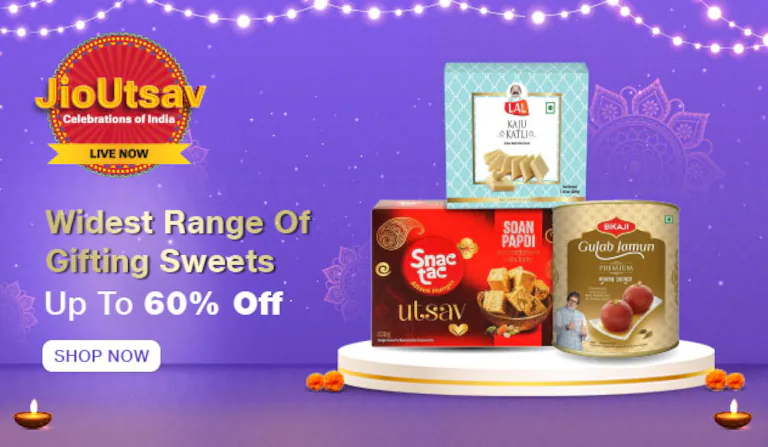 JioUtsav
Celebrations of India
LIVE NOW
Widest Range Of
Gifting Sweets
Up To 60% Off
SHOP NOW
LAL
KAJU
KATLI
Snac
tac
utsav
SOAN
PAPDI
BIKAJI
Gulab Jamun
PREMIUM